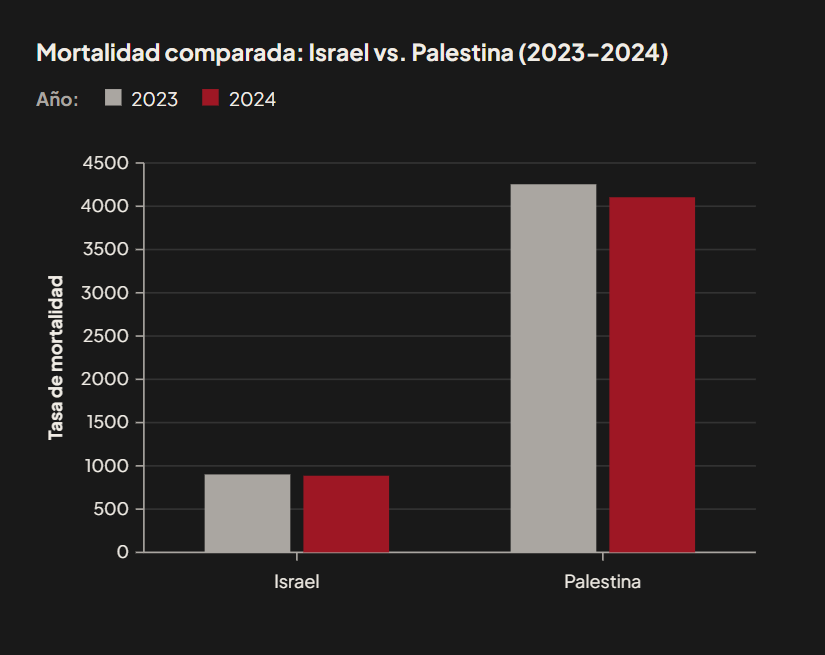 Mortalidad comparada: Israel vs. Palestina (2023–2024)
Año: 2023 2024
4500
4000
3500
3000
2500
2000
1500
1000
500
0
Tasa de mortalidad
Israel Palestina